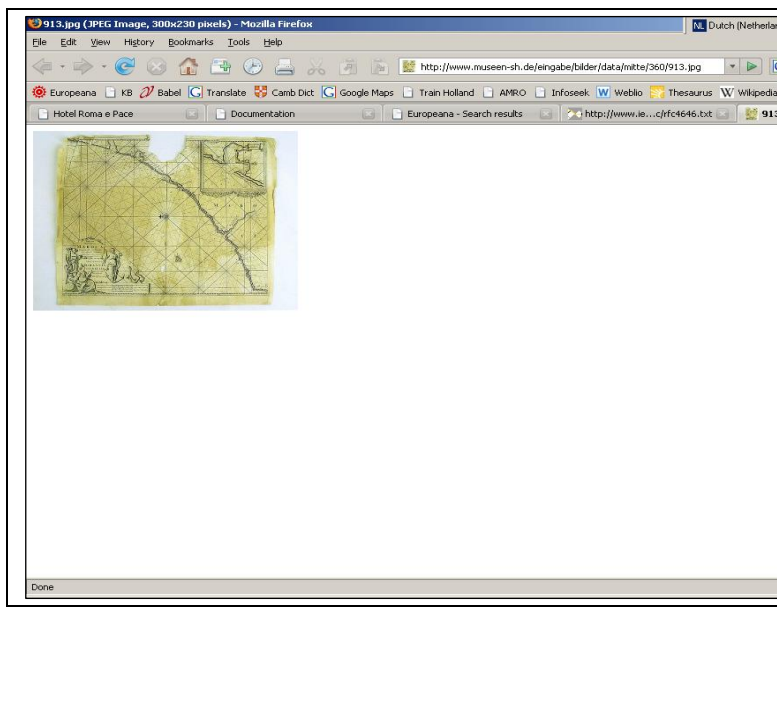 913.jpg (JPEG Image, 300x230 pixels) - Mozilla Firefox
NL Dutch (Netherlan
File Edit View History Bookmarks Tools Help
http://www.museen-sh.de/eingabe/bilder/data/mitte/360/913.jpg
Europeana KB Babel Translate Camb Dict Google Maps Train Holland AMRO Infoseek Weblio Thesaurus Wikipedia
Hotel Roma e Pace Documentation Europeana - Search results http://www.ie...c/rfc4646.txt 913
Done